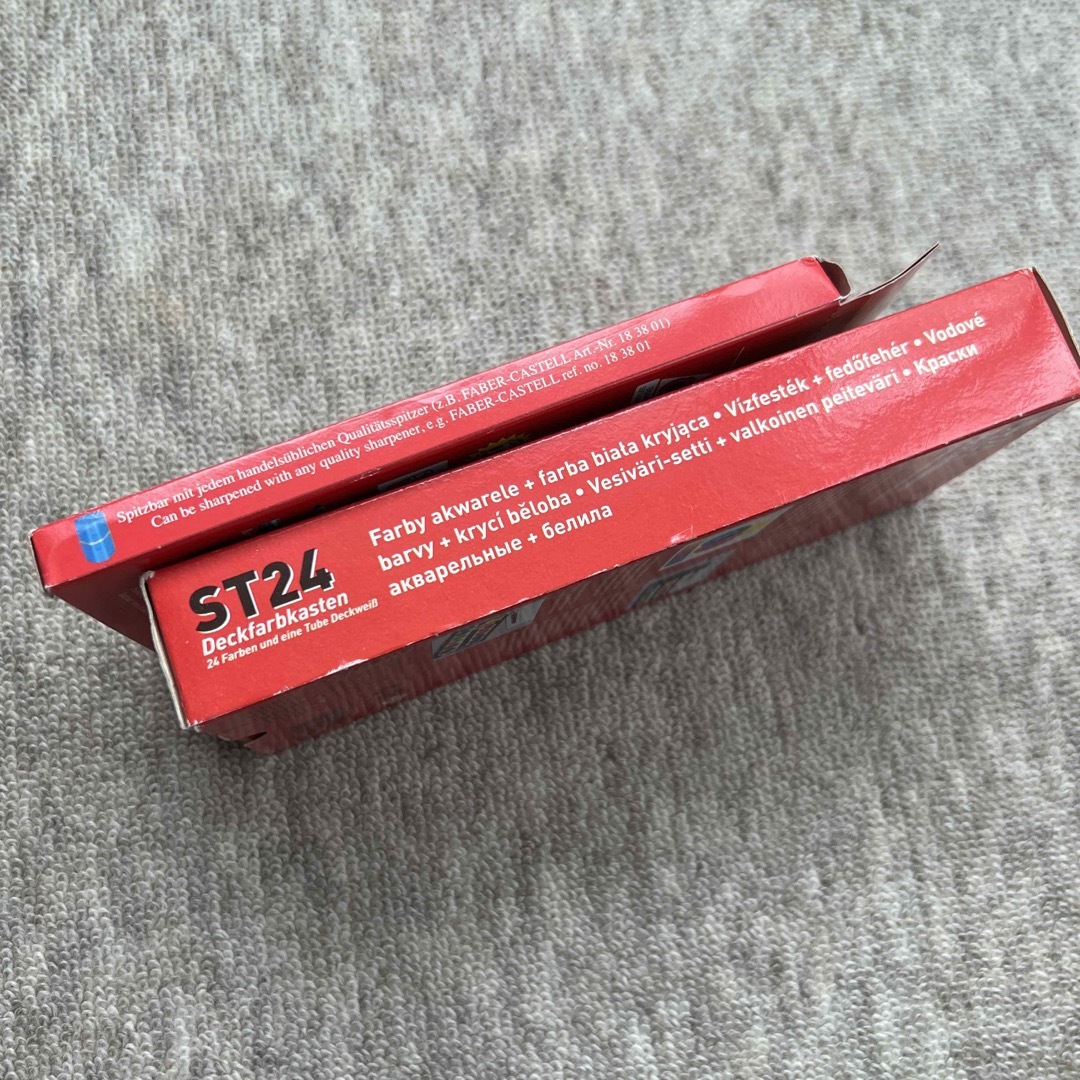 Spitzbar mit jedem handelsüblichen Qualitätsspitzer (z.B. FABER-CASTELL Art.-Nr. 18 38 01)
Can be sharpened with any quality sharpener, e.g. FABER-CASTELL ref. no. 18 38 01
ST24
Deckfarbkasten
24 Farben und eine Tube Deckweiß
Farby akwarele + farba biała kryjąca • Vízfesték + fedőfehér • Vodové
barvy + krycí běloba • Vesiväri-setti + valkoinen peiteväri • Краски
акварельные + белила